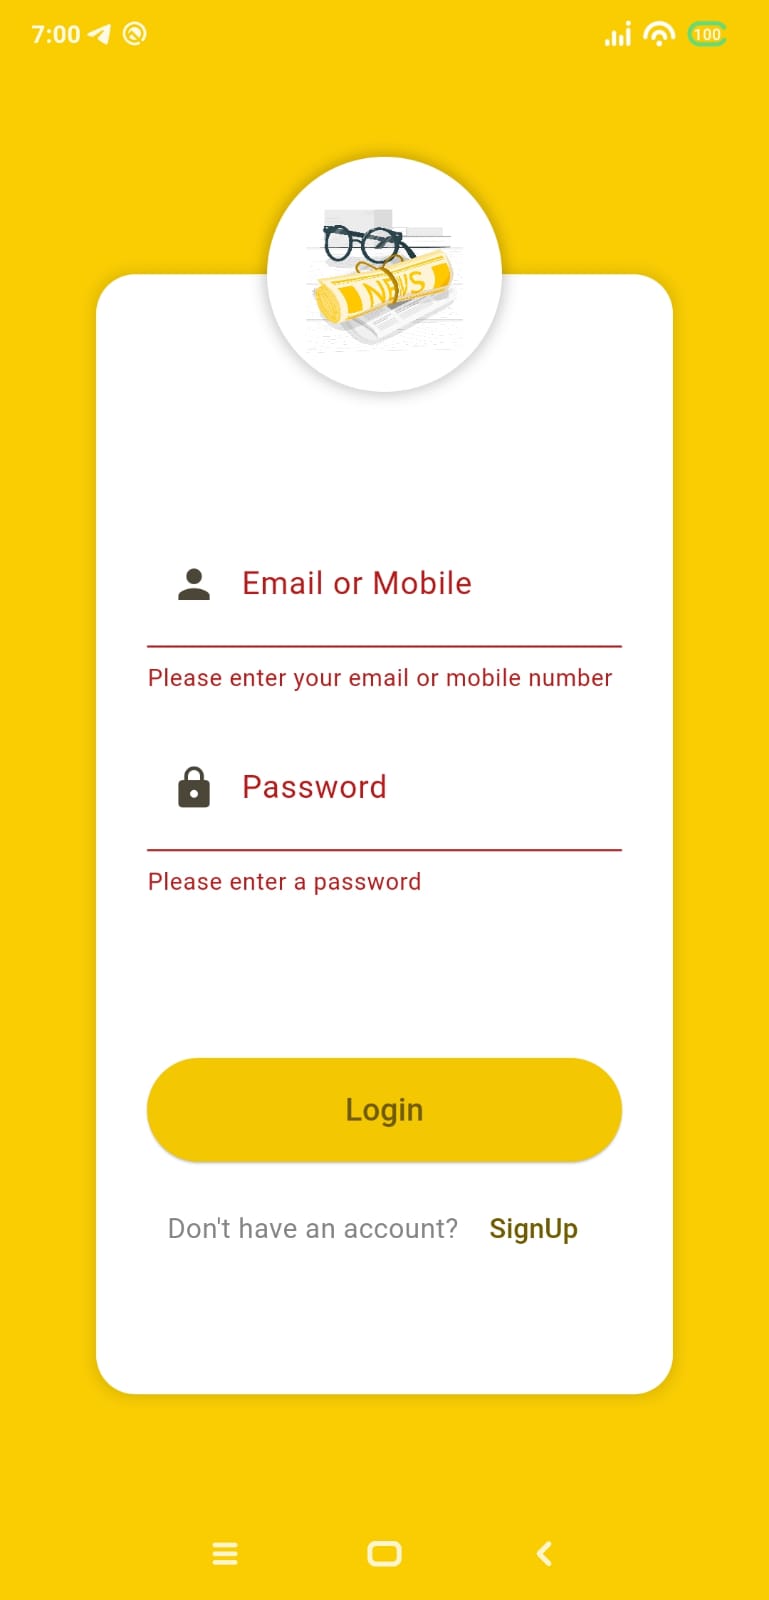 7:00
100
NEWS
Email or Mobile
Please enter your email or mobile number
Password
Please enter a password
Login
Don't have an account? SignUp